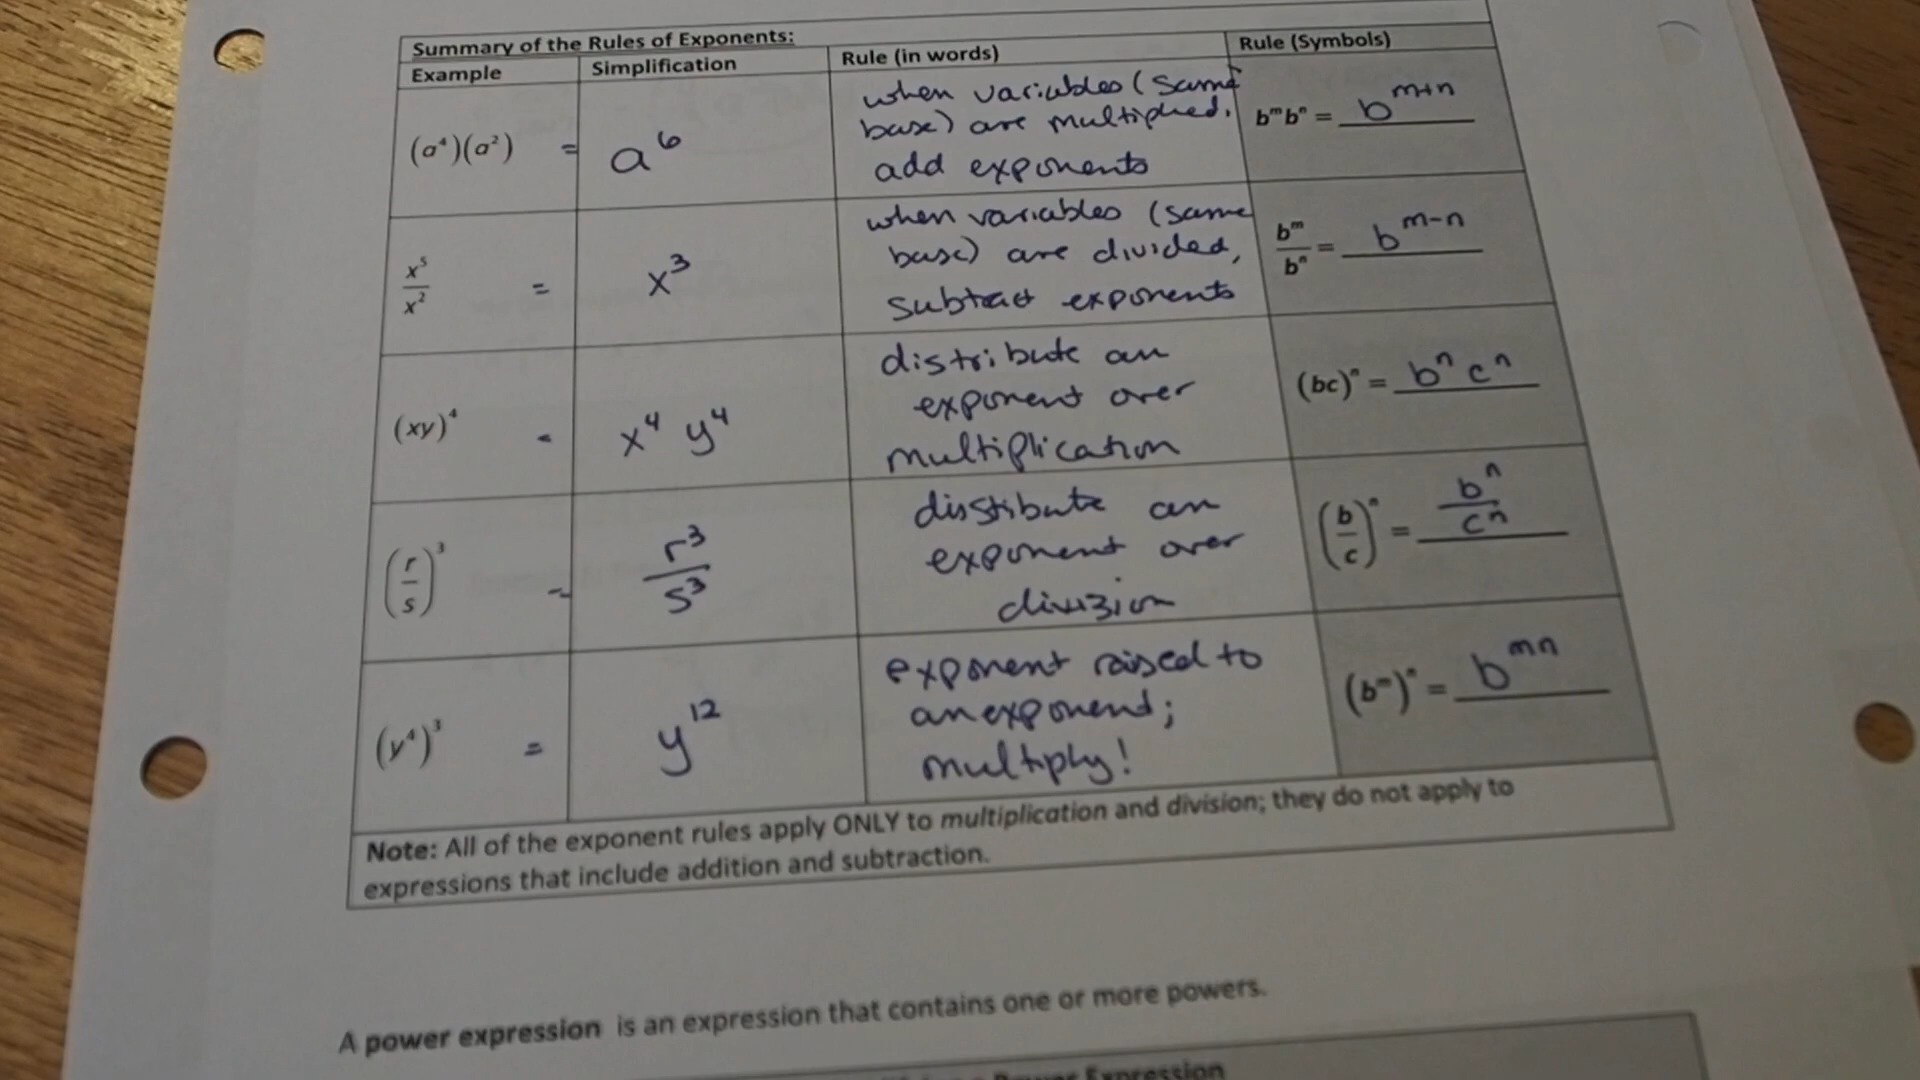 Summary of the Rules of Exponents:
Example
Simplification
Rule (in words)
Rule (Symbols)
(a⁴)(a²) =
a⁶
when variables (same
base) are multiplied,
add exponents
bᵐbⁿ = bᵐ⁺ⁿ
x⁵/x² =
x³
when variables (same
base) are divided,
subtract exponents
bᵐ/bⁿ = bᵐ⁻ⁿ
(xy)⁴ =
x⁴ y⁴
distribute an
exponent over
multiplication
(bc)ⁿ = bⁿ cⁿ
(r/s)³ =
r³/s³
distibute an
exponent over
division
(b/c)ⁿ = bⁿ/cⁿ
(y⁴)³ =
y¹²
exponent raised to
an exponent;
multiply!
(bᵐ)ⁿ = bᵐⁿ
Note: All of the exponent rules apply ONLY to multiplication and division; they do not apply to
expressions that include addition and subtraction.
A power expression is an expression that contains one or more powers.
Power Expression